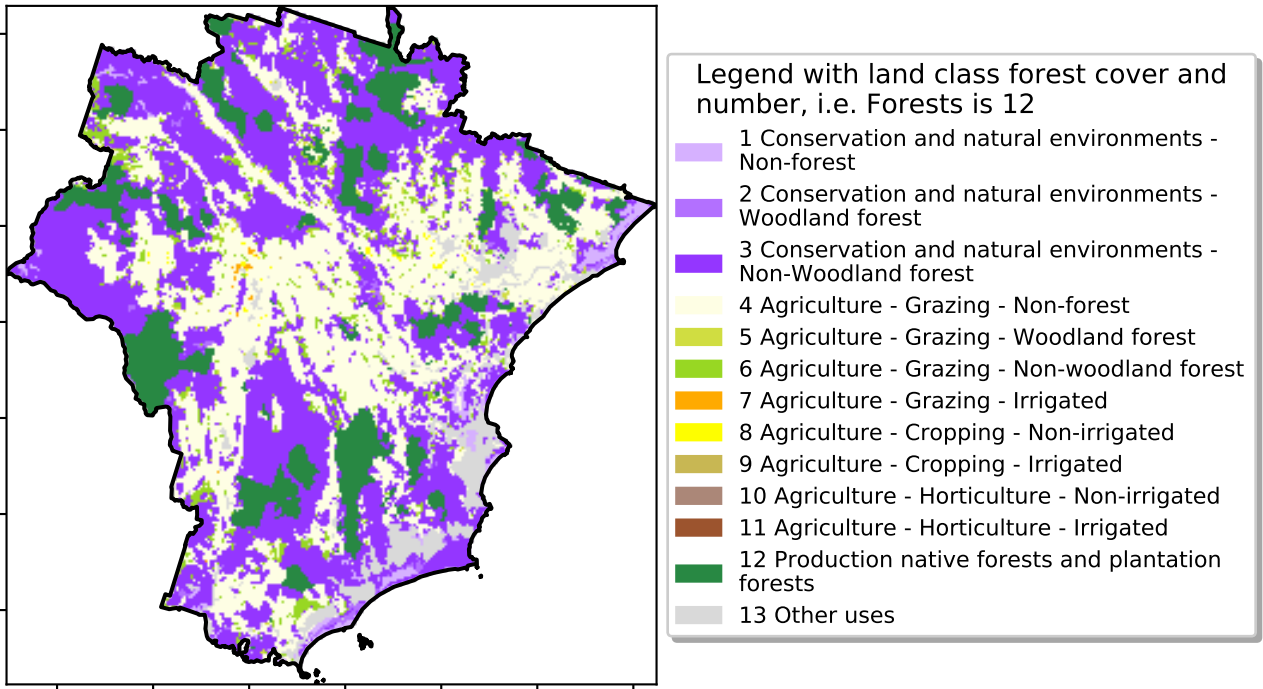 Legend with land class forest cover and
number, i.e. Forests is 12
1 Conservation and natural environments -
Non-forest
2 Conservation and natural environments -
Woodland forest
3 Conservation and natural environments -
Non-Woodland forest
4 Agriculture - Grazing - Non-forest
5 Agriculture - Grazing - Woodland forest
6 Agriculture - Grazing - Non-woodland forest
7 Agriculture - Grazing - Irrigated
8 Agriculture - Cropping - Non-irrigated
9 Agriculture - Cropping - Irrigated
10 Agriculture - Horticulture - Non-irrigated
11 Agriculture - Horticulture - Irrigated
12 Production native forests and plantation
forests
13 Other uses